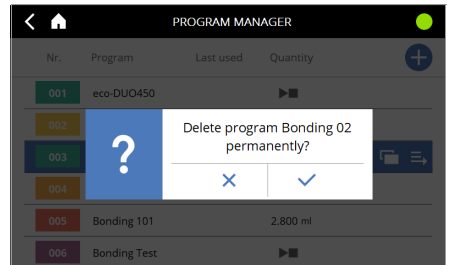 PROGRAM MANAGER
Nr. Program Last used Quantity
001 eco-DUO450
002
Delete program Bonding 02
permanently?
003
004
005 Bonding 101 2.800 ml
006 Bonding Test